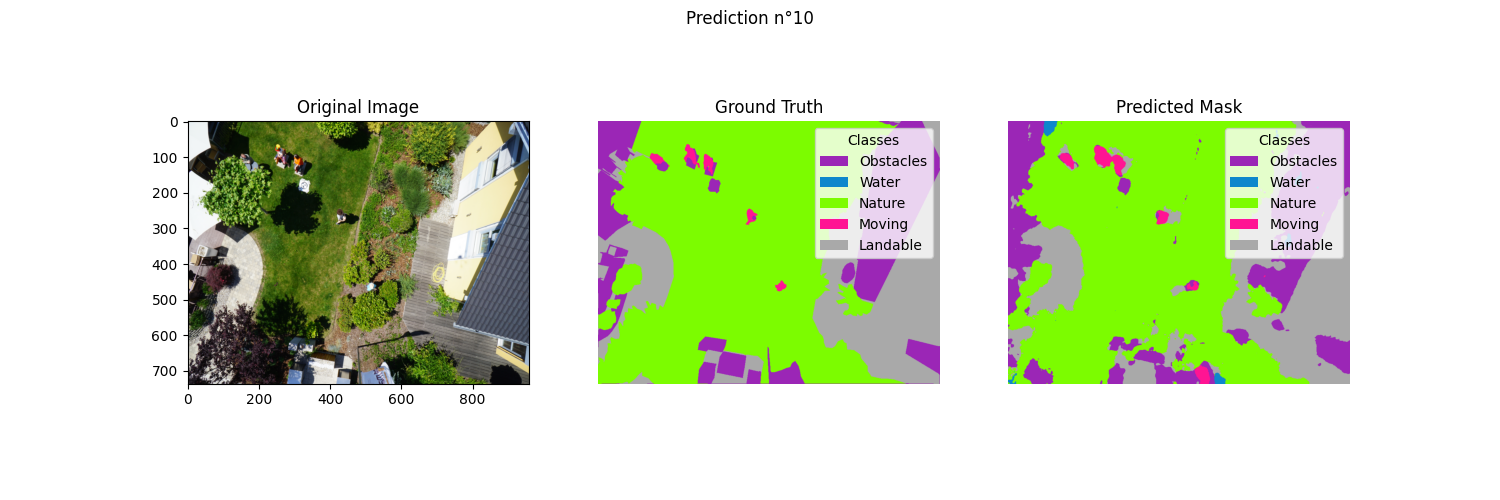 Prediction n°10
Original Image
0
100
200
300
400
500
600
700
0 200 400 600 800
Ground Truth
Classes
Obstacles
Water
Nature
Moving
Landable
Predicted Mask
Classes
Obstacles
Water
Nature
Moving
Landable